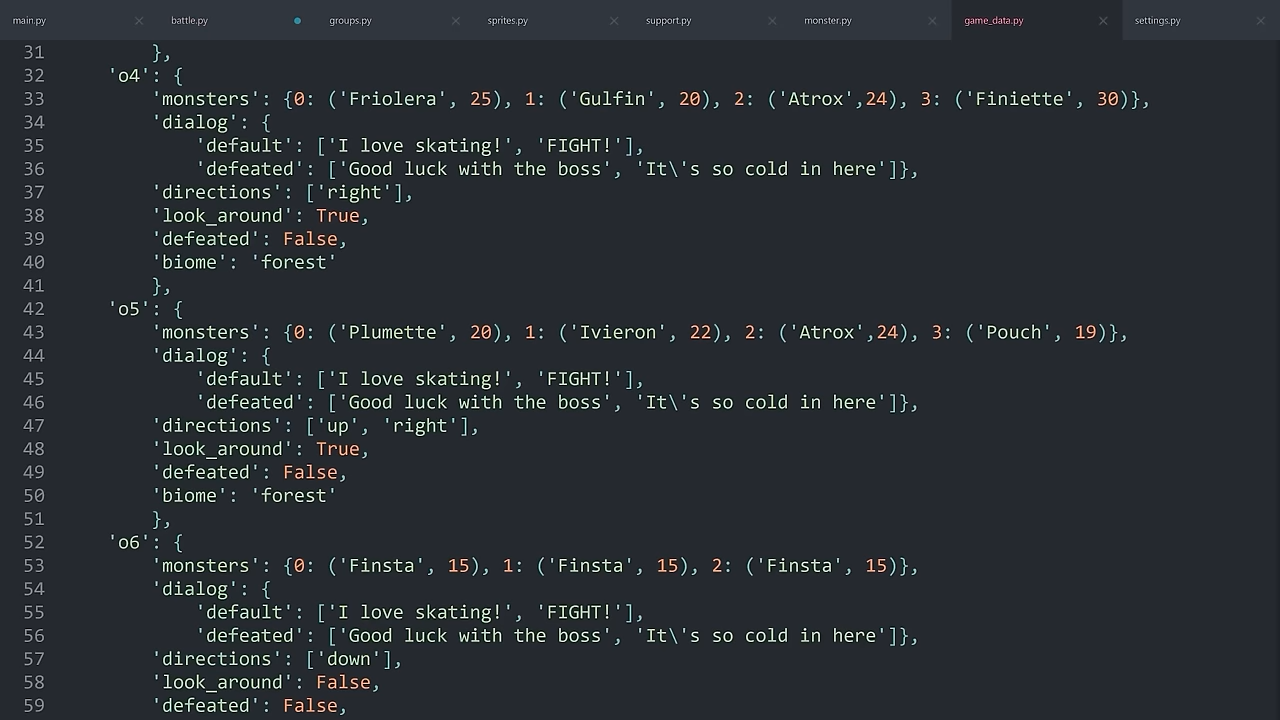 main.py battle.py groups.py sprites.py support.py monster.py game_data.py settings.py
31 },
32 'o4': {
33 'monsters': {0: ('Friolera', 25), 1: ('Gulfin', 20), 2: ('Atrox',24), 3: ('Finiette', 30)},
34 'dialog': {
35 'default': ['I love skating!', 'FIGHT!'],
36 'defeated': ['Good luck with the boss', 'It\'s so cold in here']},
37 'directions': ['right'],
38 'look_around': True,
39 'defeated': False,
40 'biome': 'forest'
41 },
42 'o5': {
43 'monsters': {0: ('Plumette', 20), 1: ('Ivieron', 22), 2: ('Atrox',24), 3: ('Pouch', 19)},
44 'dialog': {
45 'default': ['I love skating!', 'FIGHT!'],
46 'defeated': ['Good luck with the boss', 'It\'s so cold in here']},
47 'directions': ['up', 'right'],
48 'look_around': True,
49 'defeated': False,
50 'biome': 'forest'
51 },
52 'o6': {
53 'monsters': {0: ('Finsta', 15), 1: ('Finsta', 15), 2: ('Finsta', 15)},
54 'dialog': {
55 'default': ['I love skating!', 'FIGHT!'],
56 'defeated': ['Good luck with the boss', 'It\'s so cold in here']},
57 'directions': ['down'],
58 'look_around': False,
59 'defeated': False,